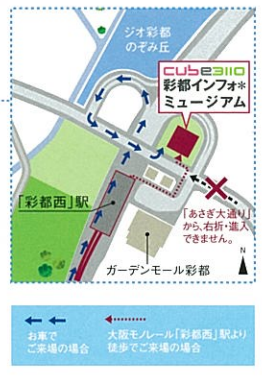 ジオ彩都
のぞみ丘
cube3110
彩都インフォ*
ミュージアム
「彩都西」駅
「あさぎ大通り」
から、右折・進入
できません。
ガーデンモール彩都
N
お車で
ご来場の場合
大阪モノレール「彩都西」駅より
徒歩でご来場の場合